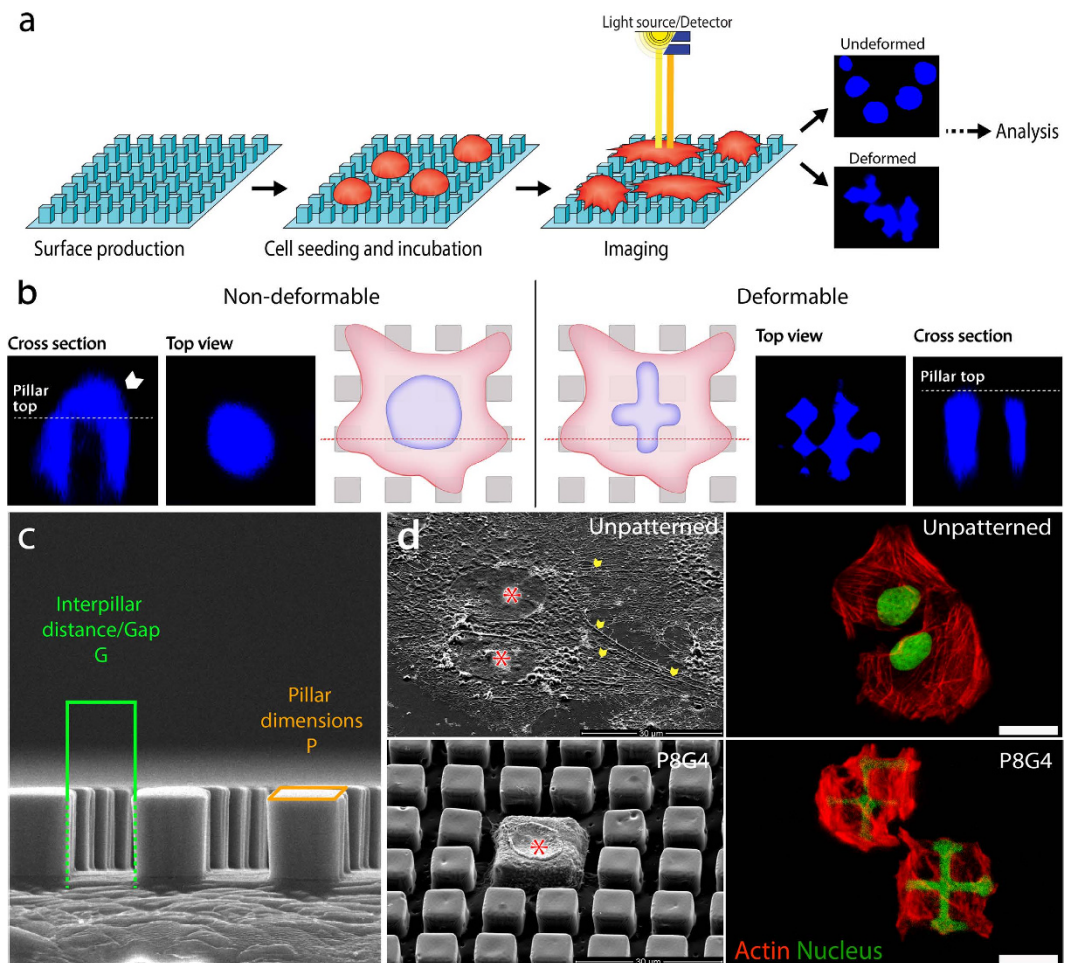 a
Light source/Detector
Undeformed
Analysis
Deformed
Surface production
Cell seeding and incubation
Imaging
b
Non-deformable
Deformable
Cross section
Top view
Top view
Cross section
Pillar
top
Pillar top
c
Interpillar
distance/Gap
G
Pillar
dimensions
P
d
Unpatterned
30 µm
Unpatterned
P8G4
30 µm
P8G4
Actin Nucleus